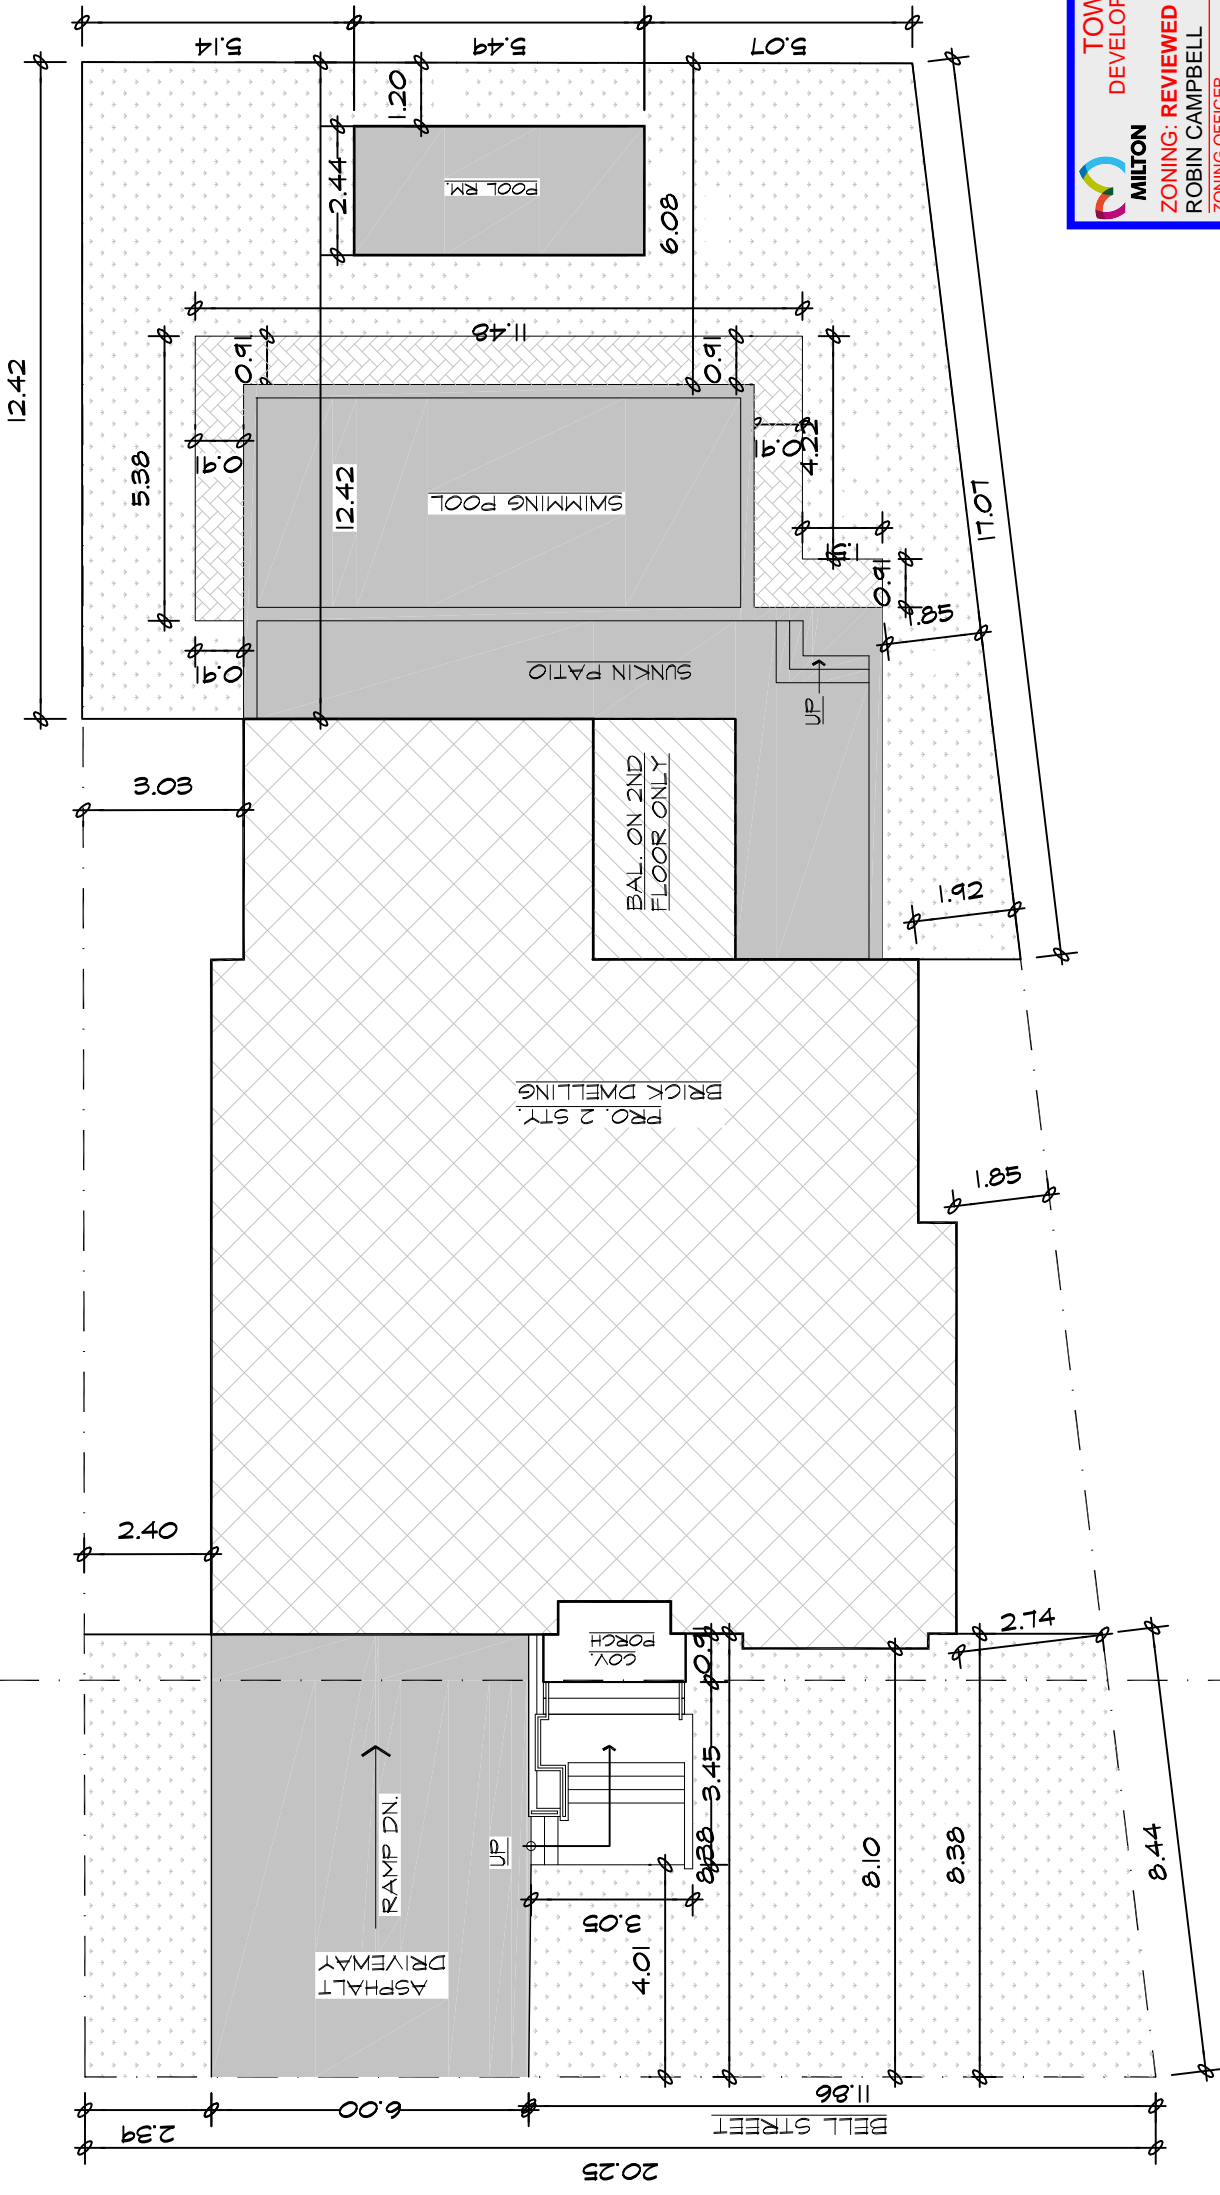 5.14
5.49
5.07
12.42
1.20
2.44
POOL RM.
6.08
11.48
0.91
0.91
5.38
0.91
0.91
4.22
12.42
SWIMMING POOL
17.07
1.11
0.91
.85
0.91
SUNKIN PATIO
UP
3.03
BAL. ON 2ND
FLOOR ONLY
1.92
PRO. 2 STY.
BRICK DWELLING
1.85
2.40
COV.
PORCH
0.91
2.74
RAMP DN.
UP
3.45
8.38
8.10
8.38
8.44
3.05
4.01
ASPHALT
DRIVEWAY
2.39
6.00
11.86
BELL STREET
20.25
MILTON
TOW
DEVELOP
ZONING: REVIEWED
ROBIN CAMPBELL
ZONING OFFICER